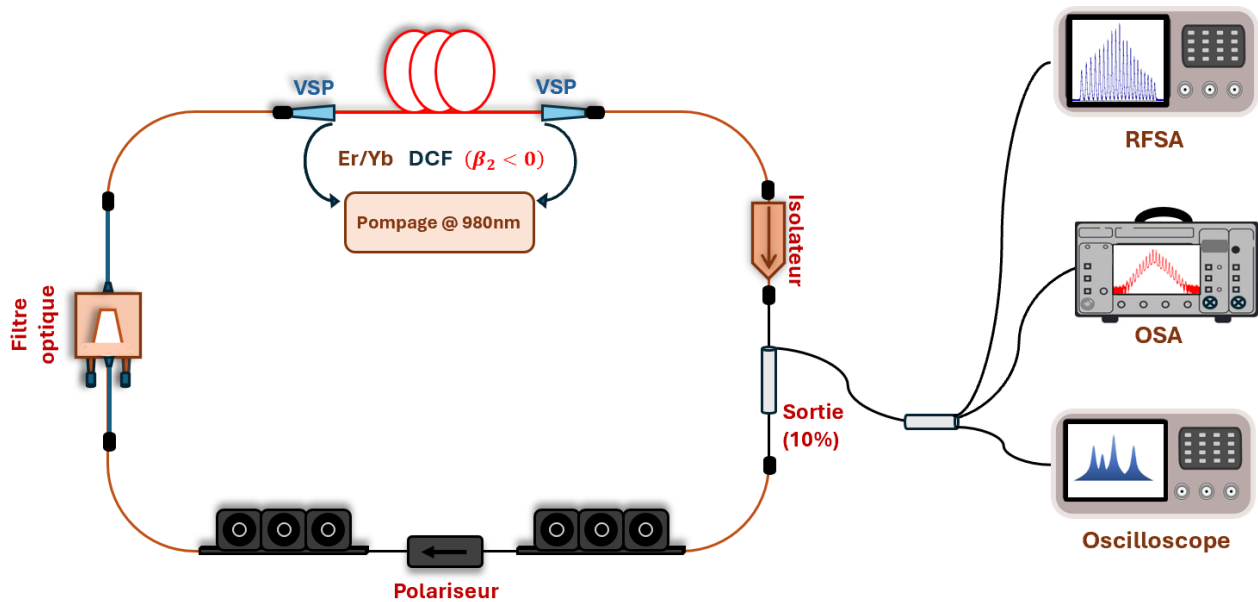 VSP
VSP
Er/Yb DCF (β₂ < 0)
Pompage @ 980nm
Isolateur
Filtre
optique
Sortie
(10%)
Polariseur
RFSA
OSA
Oscilloscope